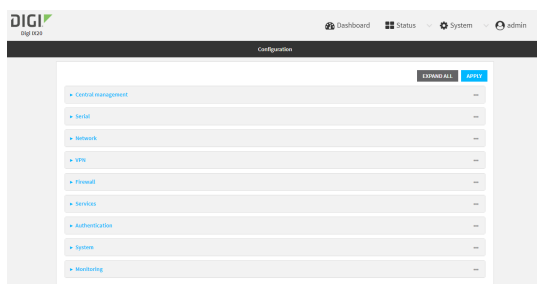 DIGI
Digi IX20
Dashboard Status System admin
Configuration
EXPAND ALL APPLY
Central management
Serial
Network
VPN
Firewall
Services
Authentication
System
Monitoring